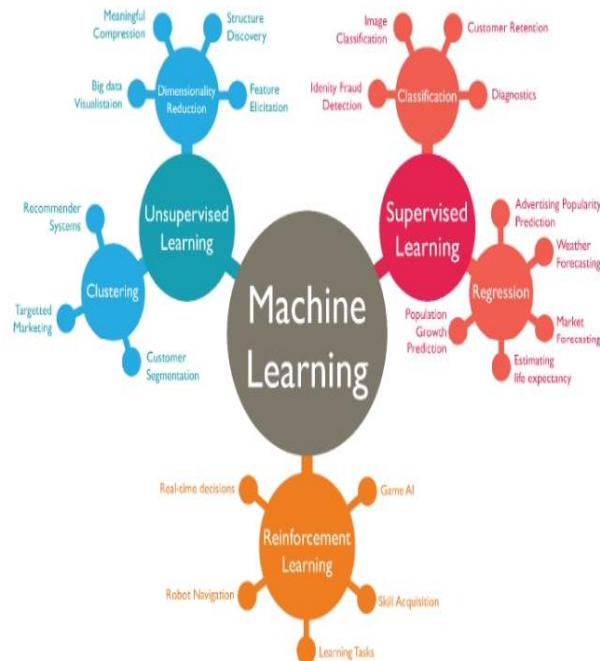 Meaningful
Compression
Structure
Discovery
Big data
Visualistaion
Dimensionality
Reduction
Feature
Elicitation
Recommender
Systems
Unsupervised
Learning
Clustering
Targetted
Marketing
Customer
Segmentation
Image
Classification
Customer Retention
Idenity Fraud
Detection
Classification
Diagnostics
Supervised
Learning
Advertising Popularity
Prediction
Weather
Forecasting
Regression
Population
Growth
Prediction
Market
Forecasting
Estimating
life expectancy
Machine
Learning
Real-time decisions
Game AI
Reinforcement
Learning
Robot Navigation
Skill Acquisition
Learning Tasks